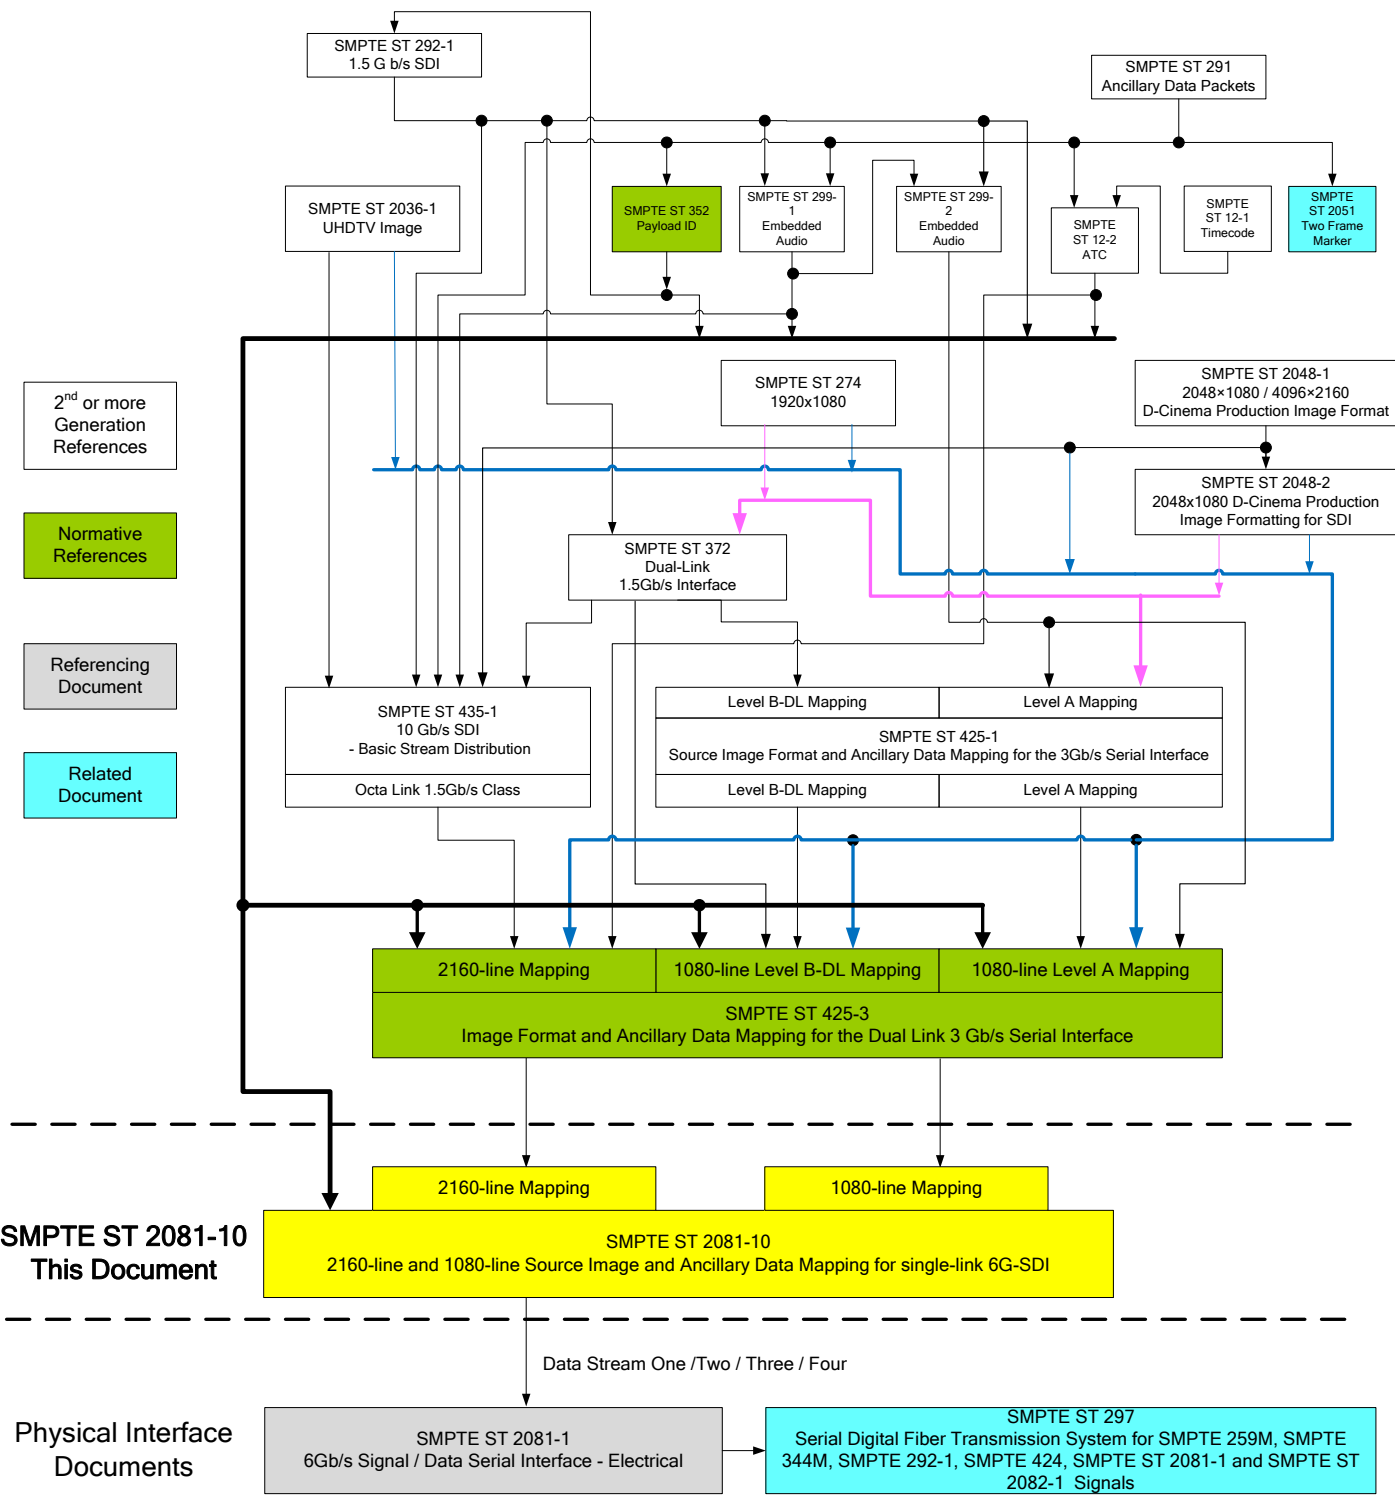 SMPTE ST 292-1
1.5 G b/s SDI
SMPTE ST 291
Ancillary Data Packets
SMPTE ST 2036-1
UHDTV Image
SMPTE ST 352
Payload ID
SMPTE ST 299-
1
Embedded
Audio
SMPTE ST 299-
2
Embedded
Audio
SMPTE
ST 12-2
ATC
SMPTE
ST 12-1
Timecode
SMPTE
ST 2051
Two Frame
Marker
2nd or more
Generation
References
SMPTE ST 274
1920x1080
SMPTE ST 2048-1
2048×1080 / 4096×2160
D-Cinema Production Image Format
SMPTE ST 2048-2
2048x1080 D-Cinema Production
Image Formatting for SDI
Normative
References
SMPTE ST 372
Dual-Link
1.5Gb/s Interface
Referencing
Document
SMPTE ST 435-1
10 Gb/s SDI
- Basic Stream Distribution
Octa Link 1.5Gb/s Class
Level B-DL Mapping
Level A Mapping
SMPTE ST 425-1
Source Image Format and Ancillary Data Mapping for the 3Gb/s Serial Interface
Level B-DL Mapping
Level A Mapping
Related
Document
2160-line Mapping
1080-line Level B-DL Mapping
1080-line Level A Mapping
SMPTE ST 425-3
Image Format and Ancillary Data Mapping for the Dual Link 3 Gb/s Serial Interface
2160-line Mapping
1080-line Mapping
SMPTE ST 2081-10
This Document
SMPTE ST 2081-10
2160-line and 1080-line Source Image and Ancillary Data Mapping for single-link 6G-SDI
Data Stream One /Two / Three / Four
Physical Interface
Documents
SMPTE ST 2081-1
6Gb/s Signal / Data Serial Interface - Electrical
SMPTE ST 297
Serial Digital Fiber Transmission System for SMPTE 259M, SMPTE
344M, SMPTE 292-1, SMPTE 424, SMPTE ST 2081-1 and SMPTE ST
2082-1  Signals